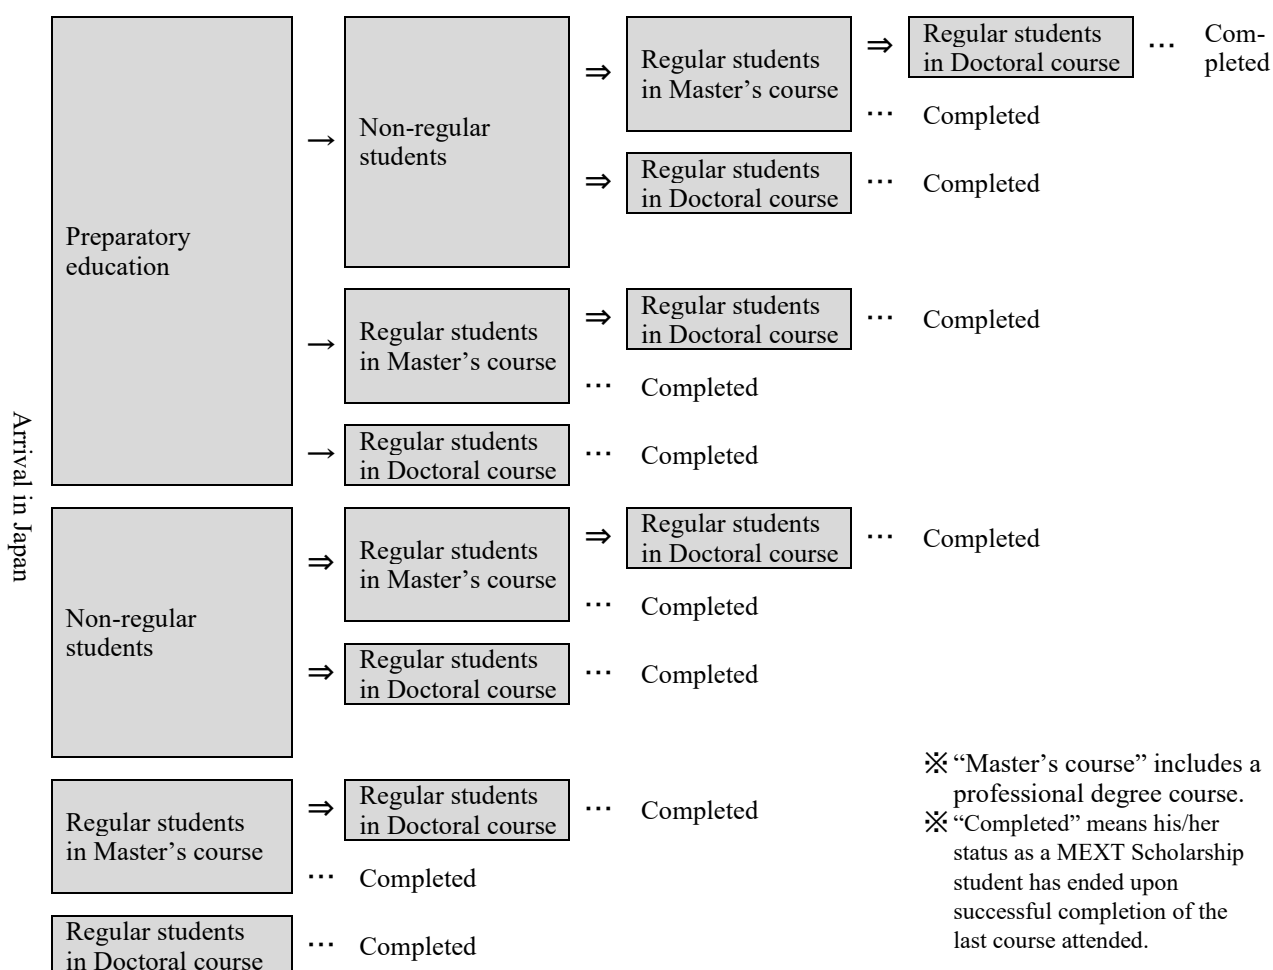 Arrival in Japan
Preparatory
education
→
Non-regular
students
⇒
Regular students
in Master’s course
⇒
Regular students
in Doctoral course
…
Com-
pleted
…
Completed
⇒
Regular students
in Doctoral course
…
Completed
→
Regular students
in Master’s course
⇒
Regular students
in Doctoral course
…
Completed
…
Completed
→
Regular students
in Doctoral course
…
Completed
Non-regular
students
⇒
Regular students
in Master’s course
⇒
Regular students
in Doctoral course
…
Completed
…
Completed
⇒
Regular students
in Doctoral course
…
Completed
Regular students
in Master’s course
⇒
Regular students
in Doctoral course
…
Completed
…
Completed
Regular students
in Doctoral course
…
Completed
※ “Master’s course” includes a
professional degree course.
※ “Completed” means his/her
status as a MEXT Scholarship
student has ended upon
successful completion of the
last course attended.